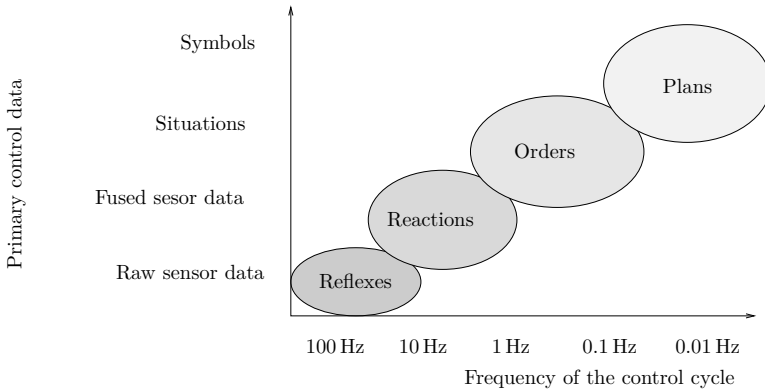 Symbols
Plans
Situations
Orders
Fused sesor data
Reactions
Raw sensor data
Reflexes
Primary control data
100 Hz 10 Hz 1 Hz 0.1 Hz 0.01 Hz
Frequency of the control cycle